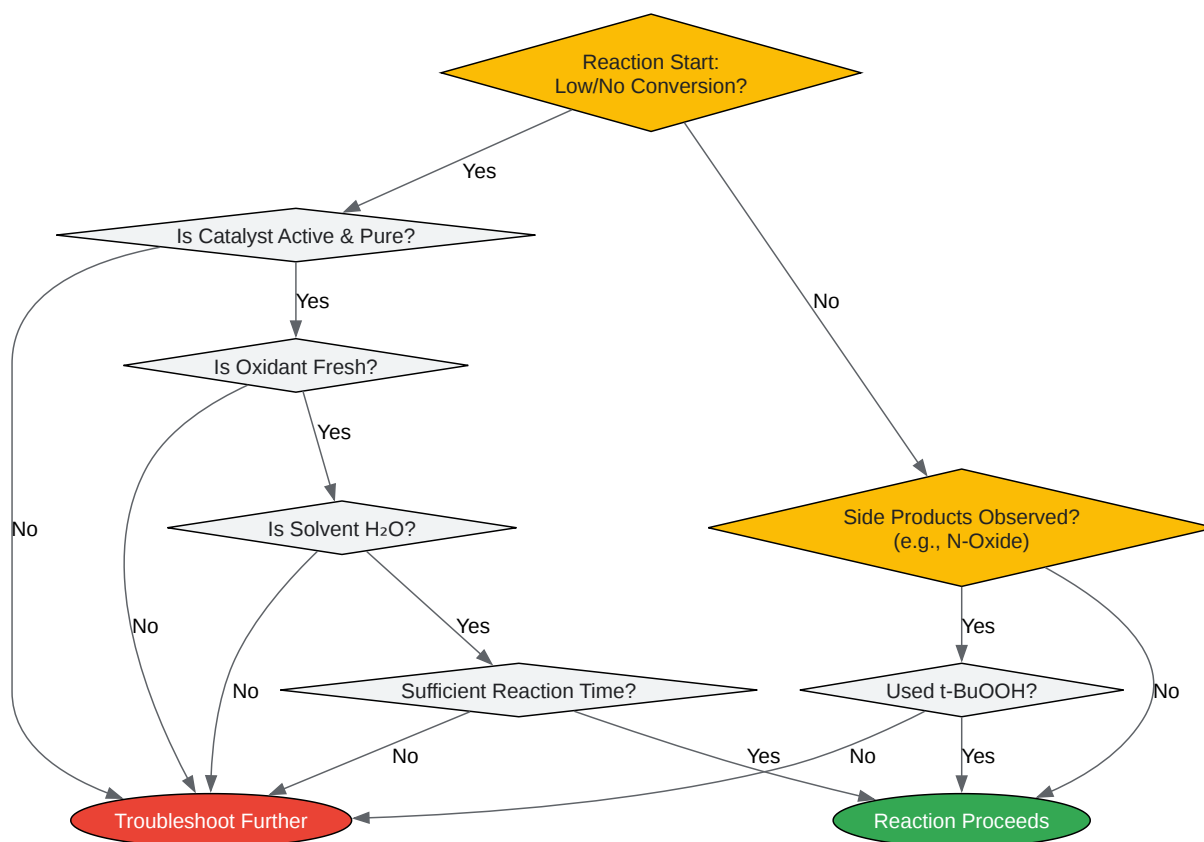 Reaction Start:
Low/No Conversion?
Yes
Is Catalyst Active & Pure?
Yes
No
Is Oxidant Fresh?
Yes
Side Products Observed?
(e.g., N-Oxide)
Is Solvent H₂O?
No
No
Yes
Yes
Sufficient Reaction Time?
Used t-BuOOH?
No
No
No
Yes
No
Yes
Troubleshoot Further
Reaction Proceeds